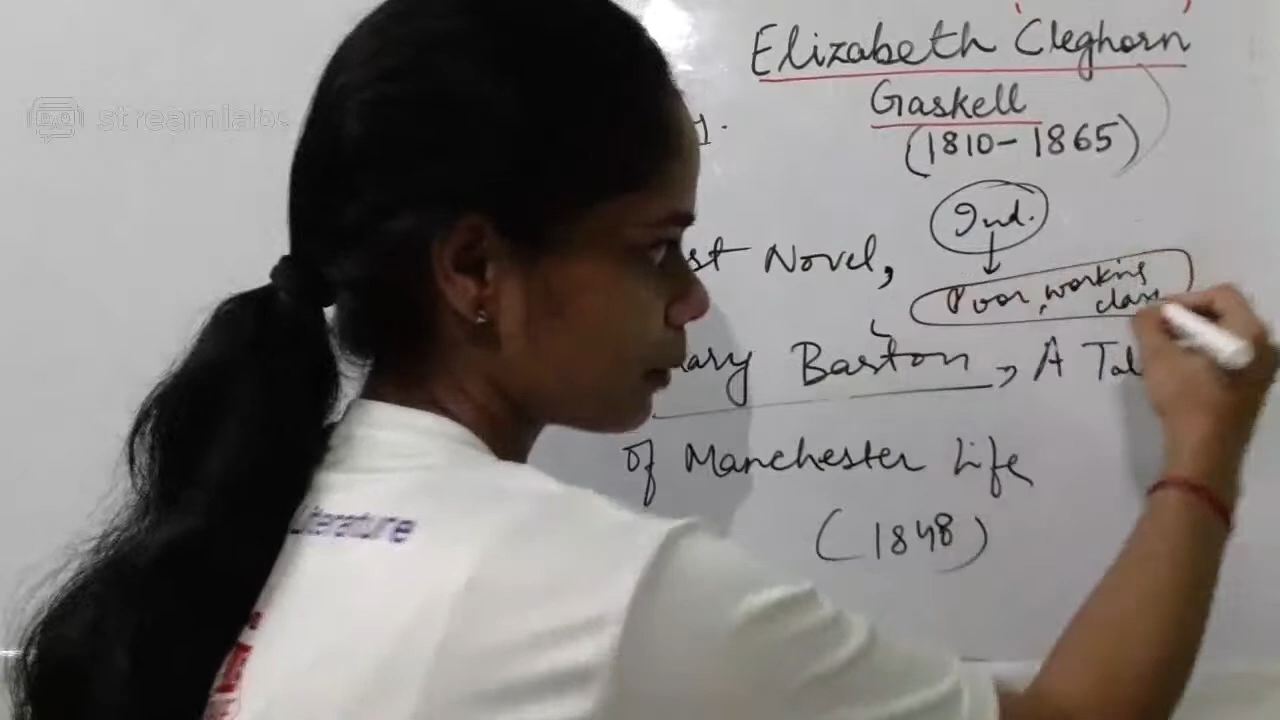 streamlabs
Elizabeth Cleghorn
Gaskell
y.
(1810-1865)
Ind.
st Novel,
Poor, working
class
ary Barton, A Tal
of Manchester Life
(1848)
Literature